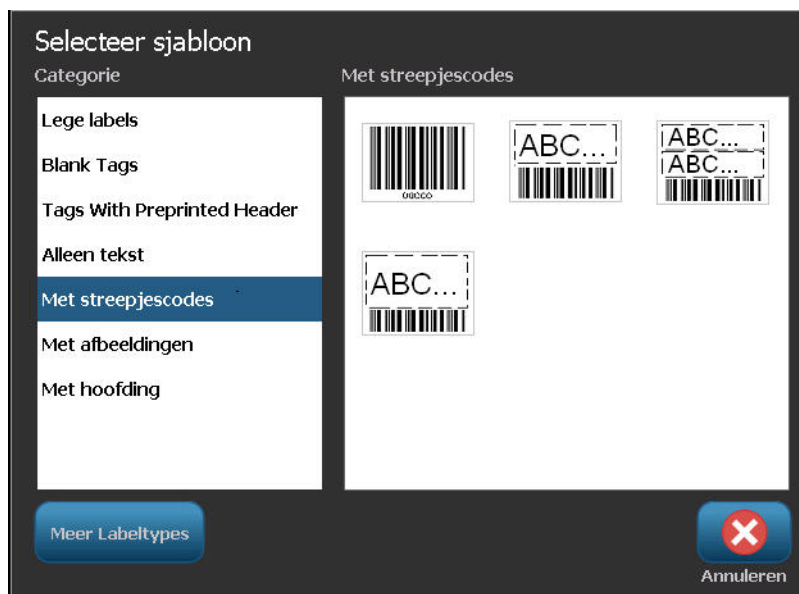 Selecteer sjabloon
Categorie
Met streepjescodes
Lege labels
Blank Tags
Tags With Preprinted Header
Alleen tekst
Met streepjescodes
Met afbeeldingen
Met hoofding
ABC...
ABC...
ABC...
ABC...
Meer Labeltypes
Annuleren